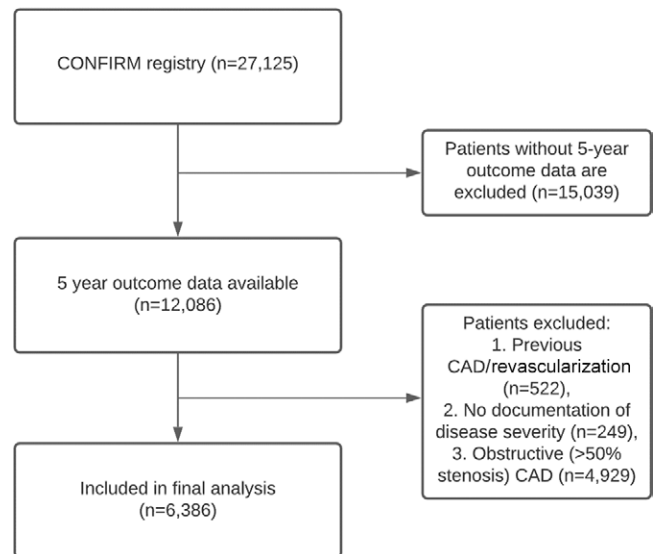 CONFIRM registry (n=27,125)
Patients without 5-year
outcome data are
excluded (n=15,039)
5 year outcome data available
(n=12,086)
Patients excluded:
1. Previous
CAD/revascularization
(n=522),
2. No documentation of
disease severity (n=249),
3. Obstructive (>50%
stenosis) CAD (n=4,929)
Included in final analysis
(n=6,386)